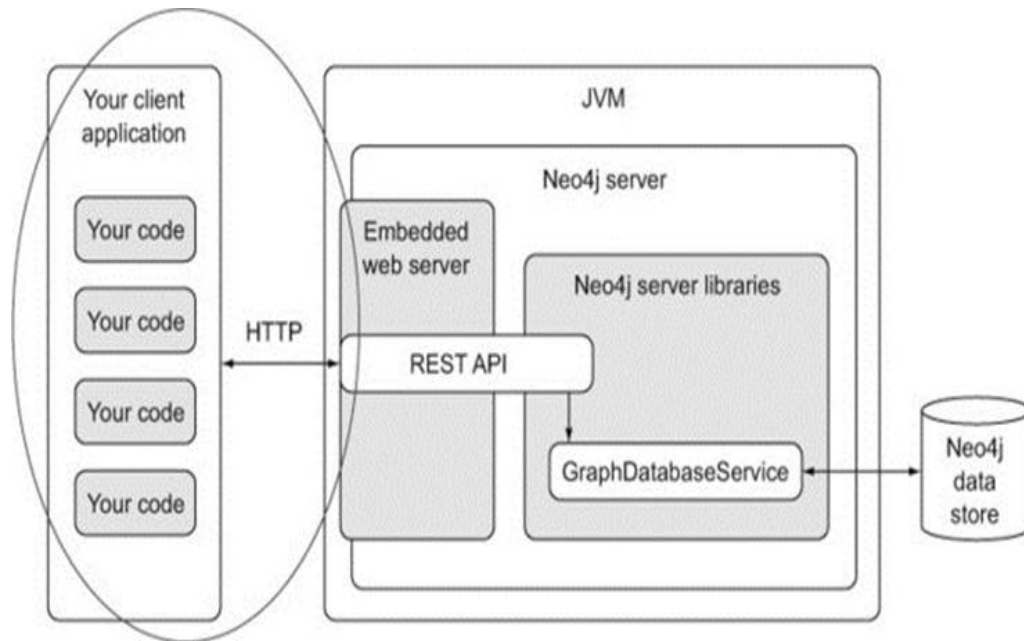 Your client
application
Your code
Your code
Your code
Your code
HTTP
JVM
Neo4j server
Embedded
web server
Neo4j server libraries
REST API
GraphDatabaseService
Neo4j
data
store